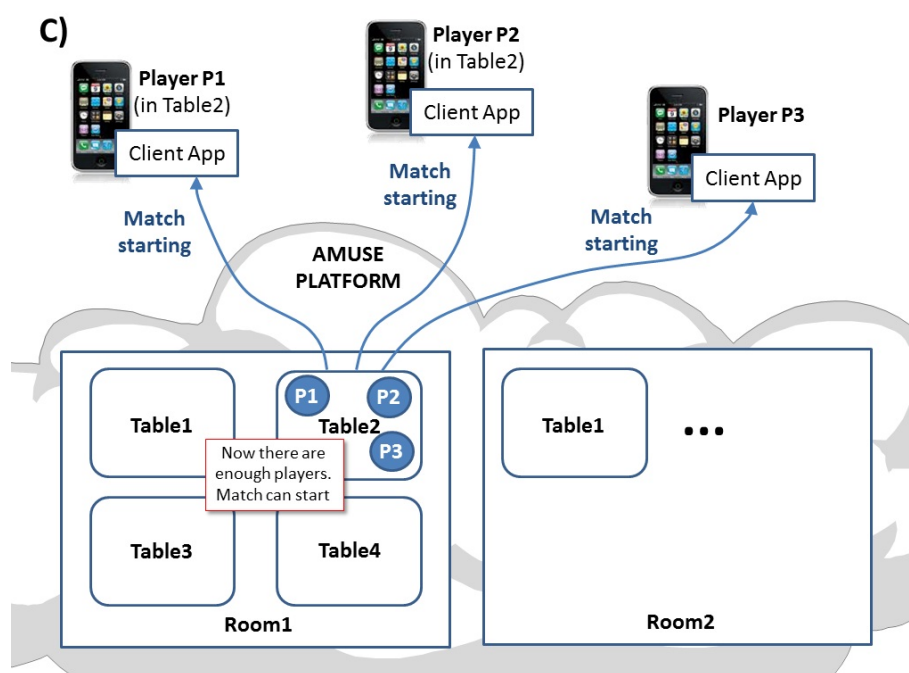 C)
Player P1
(in Table2)
Client App
Player P2
(in Table2)
Client App
Player P3
Client App
Match
starting
Match
starting
Match
starting
AMUSE
PLATFORM
Table1
P1
P2
Table2
P3
Now there are
enough players.
Match can start
Table3
Table4
Room1
Table1
...
Room2